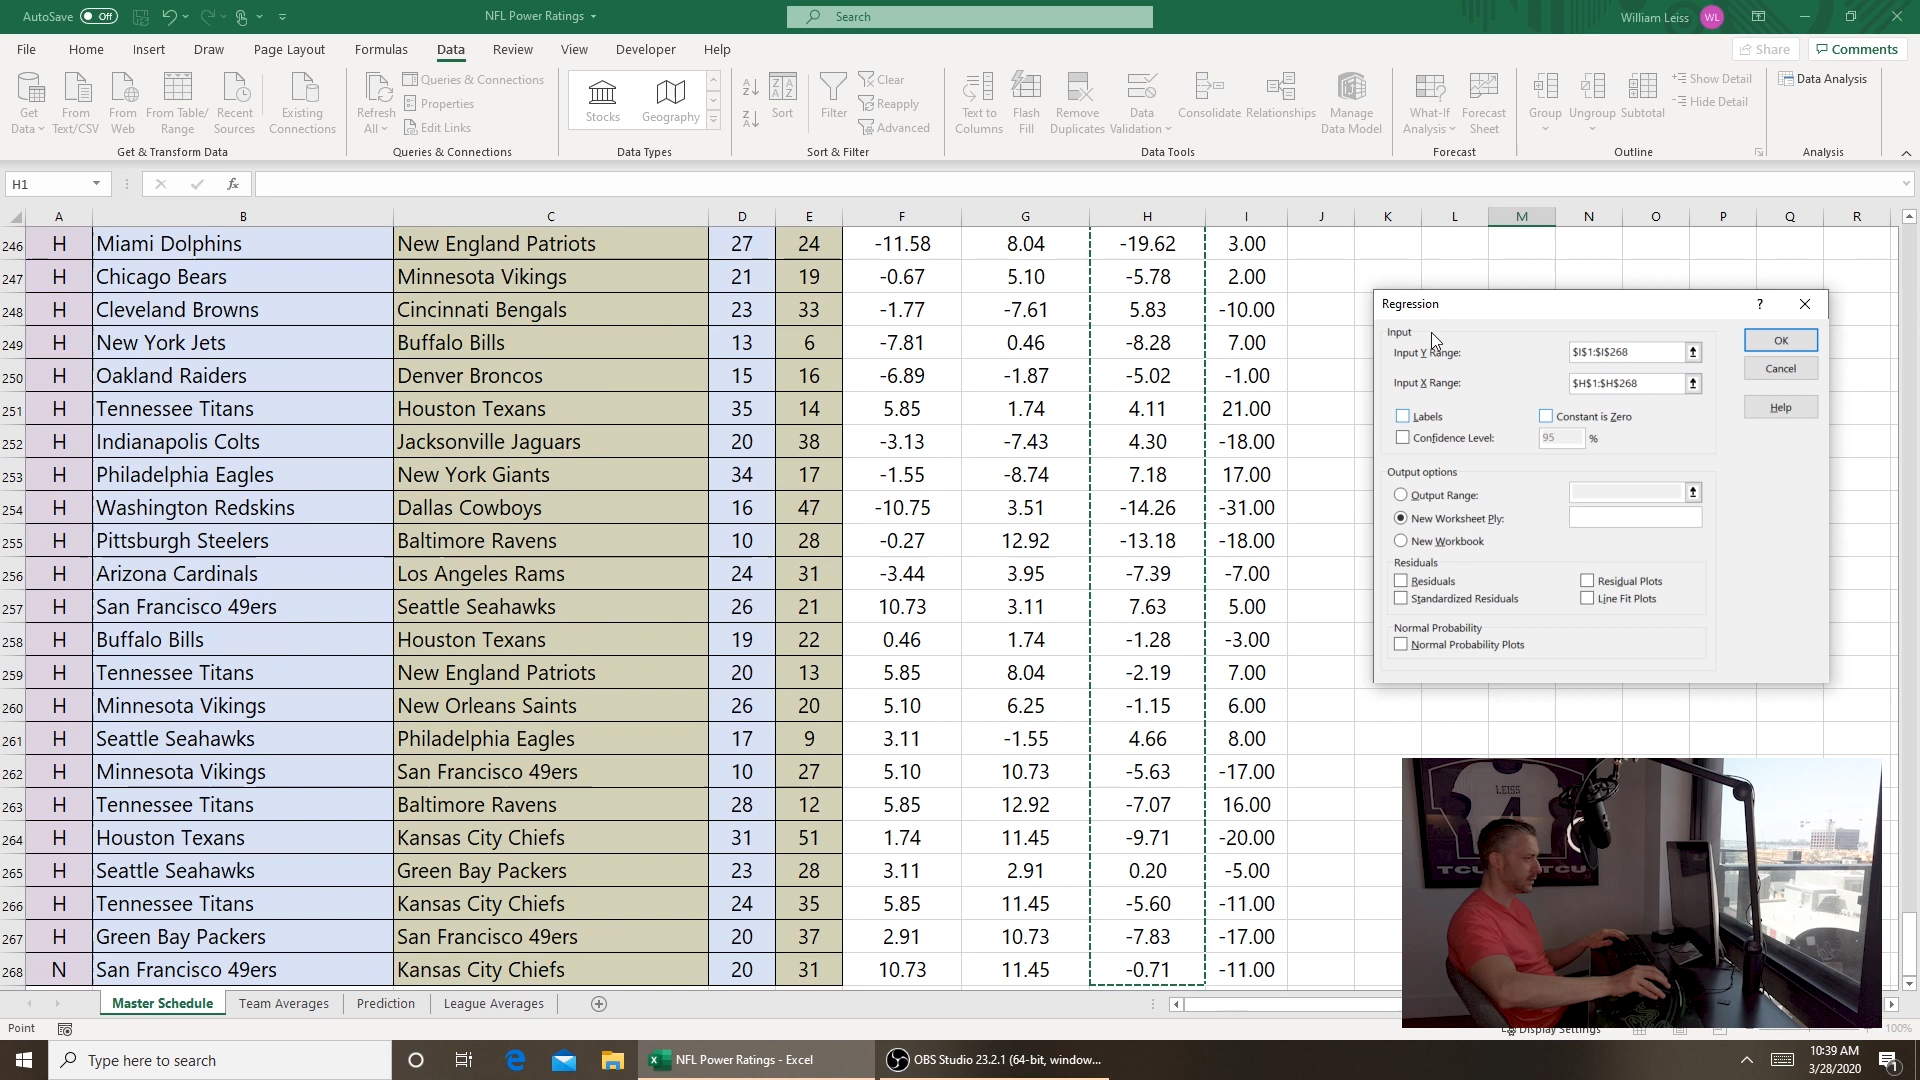 AutoSave Off
NFL Power Ratings
Search
William Leiss WL
File Home Insert Draw Page Layout Formulas Data Review View Developer Help Share Comments
Get Data From Text/CSV From Web From Table/ Range Recent Sources Existing Connections
Get & Transform Data
Refresh All Queries & Connections Properties Edit Links
Queries & Connections
Stocks Geography
Data Types
Sort Filter Clear Reapply Advanced
Sort & Filter
Text to Columns Flash Fill Remove Duplicates Data Validation Consolidate Relationships Manage Data Model
Data Tools
What-If Analysis Forecast Sheet
Forecast
Group Ungroup Subtotal Show Detail Hide Detail
Outline
Data Analysis
Analysis
H1 fx
A B C D E F G H I J K L M N O P Q R
246 H Miami Dolphins New England Patriots 27 24 -11.58 8.04 -19.62 3.00
247 H Chicago Bears Minnesota Vikings 21 19 -0.67 5.10 -5.78 2.00
248 H Cleveland Browns Cincinnati Bengals 23 33 -1.77 -7.61 5.83 -10.00
249 H New York Jets Buffalo Bills 13 6 -7.81 0.46 -8.28 7.00
250 H Oakland Raiders Denver Broncos 15 16 -6.89 -1.87 -5.02 -1.00
251 H Tennessee Titans Houston Texans 35 14 5.85 1.74 4.11 21.00
252 H Indianapolis Colts Jacksonville Jaguars 20 38 -3.13 -7.43 4.30 -18.00
253 H Philadelphia Eagles New York Giants 34 17 -1.55 -8.74 7.18 17.00
254 H Washington Redskins Dallas Cowboys 16 47 -10.75 3.51 -14.26 -31.00
255 H Pittsburgh Steelers Baltimore Ravens 10 28 -0.27 12.92 -13.18 -18.00
256 H Arizona Cardinals Los Angeles Rams 24 31 -3.44 3.95 -7.39 -7.00
257 H San Francisco 49ers Seattle Seahawks 26 21 10.73 3.11 7.63 5.00
258 H Buffalo Bills Houston Texans 19 22 0.46 1.74 -1.28 -3.00
259 H Tennessee Titans New England Patriots 20 13 5.85 8.04 -2.19 7.00
260 H Minnesota Vikings New Orleans Saints 26 20 5.10 6.25 -1.15 6.00
261 H Seattle Seahawks Philadelphia Eagles 17 9 3.11 -1.55 4.66 8.00
262 H Minnesota Vikings San Francisco 49ers 10 27 5.10 10.73 -5.63 -17.00
263 H Tennessee Titans Baltimore Ravens 28 12 5.85 12.92 -7.07 16.00
264 H Houston Texans Kansas City Chiefs 31 51 1.74 11.45 -9.71 -20.00
265 H Seattle Seahawks Green Bay Packers 23 28 3.11 2.91 0.20 -5.00
266 H Tennessee Titans Kansas City Chiefs 24 35 5.85 11.45 -5.60 -11.00
267 H Green Bay Packers San Francisco 49ers 20 37 2.91 10.73 -7.83 -17.00
268 N San Francisco 49ers Kansas City Chiefs 20 31 10.73 11.45 -0.71 -11.00
Regression ?
Input
Input Y Range: $I$1:$I$268
Input X Range: $H$1:$H$268
Labels Constant is Zero
Confidence Level: 95 %
OK
Cancel
Help
Output options
Output Range:
New Worksheet Ply:
New Workbook
Residuals
Residuals Residual Plots
Standardized Residuals Line Fit Plots
Normal Probability
Normal Probability Plots
LEISS
4
TCU TCU
Master Schedule Team Averages Prediction League Averages
Point
Display Settings
100%
Type here to search
NFL Power Ratings - Excel
OBS Studio 23.2.1 (64-bit, window...
10:39 AM
3/28/2020
1